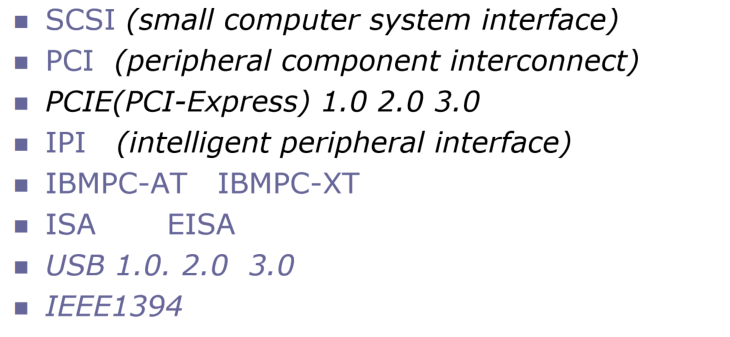 SCSI (small computer system interface)
PCI (peripheral component interconnect)
PCIE(PCI-Express) 1.0 2.0 3.0
IPI (intelligent peripheral interface)
IBMPC-AT IBMPC-XT
ISA EISA
USB 1.0. 2.0 3.0
IEEE1394